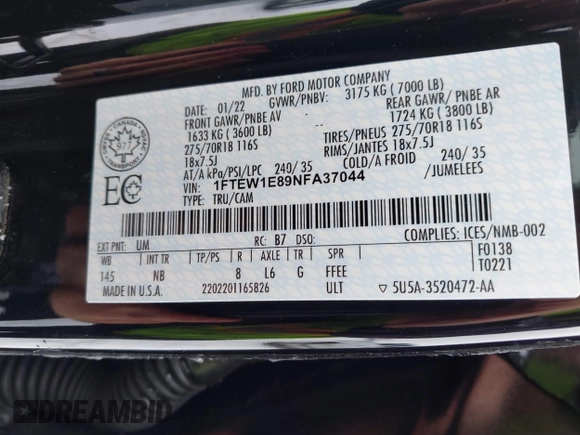 MFD. BY FORD MOTOR COMPANY
01/22 GVWR/PNBV: 3175 KG ( 7000 LB)
FRONT GAWR/PNBE AV REAR GAWR/ PNBE AR
1633 KG ( 3600 LB) 1724 KG ( 3800 LB)
275/70R18 116S TIRES/PNEUS 275/70R18 116S
18x7.5J RIMS/JANTES 18x7.5J
AT/A kPa/PSI/LPC 240/ 35 COLD/A FROID 240/ 35
VIN: 1FTEW1E89NFA37044 /JUMELEES
TYPE: TRU/CAM
CANADA
977
TRANSPORT
EC
COMPLIES: ICES/NMB-002
EXT PNT: UM RC: B7 DSO: F0138
WB TP/PS R AXLE TR SPR T0221
145 NB 8 L6 G FFEE
MADE IN U.S.A. 2202201165826 ULT ▽ 5U5A-3520472-AA
DREAMBID